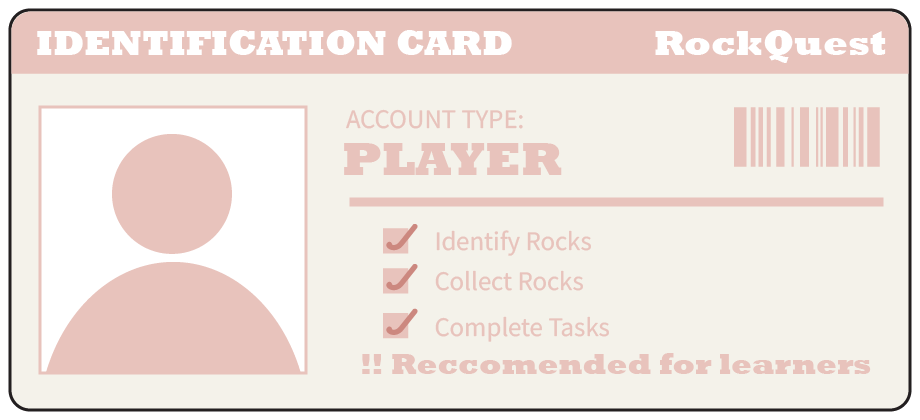 IDENTIFICATION CARD RockQuest
ACCOUNT TYPE:
PLAYER
Identify Rocks
Collect Rocks
Complete Tasks
!! Reccomended for learners